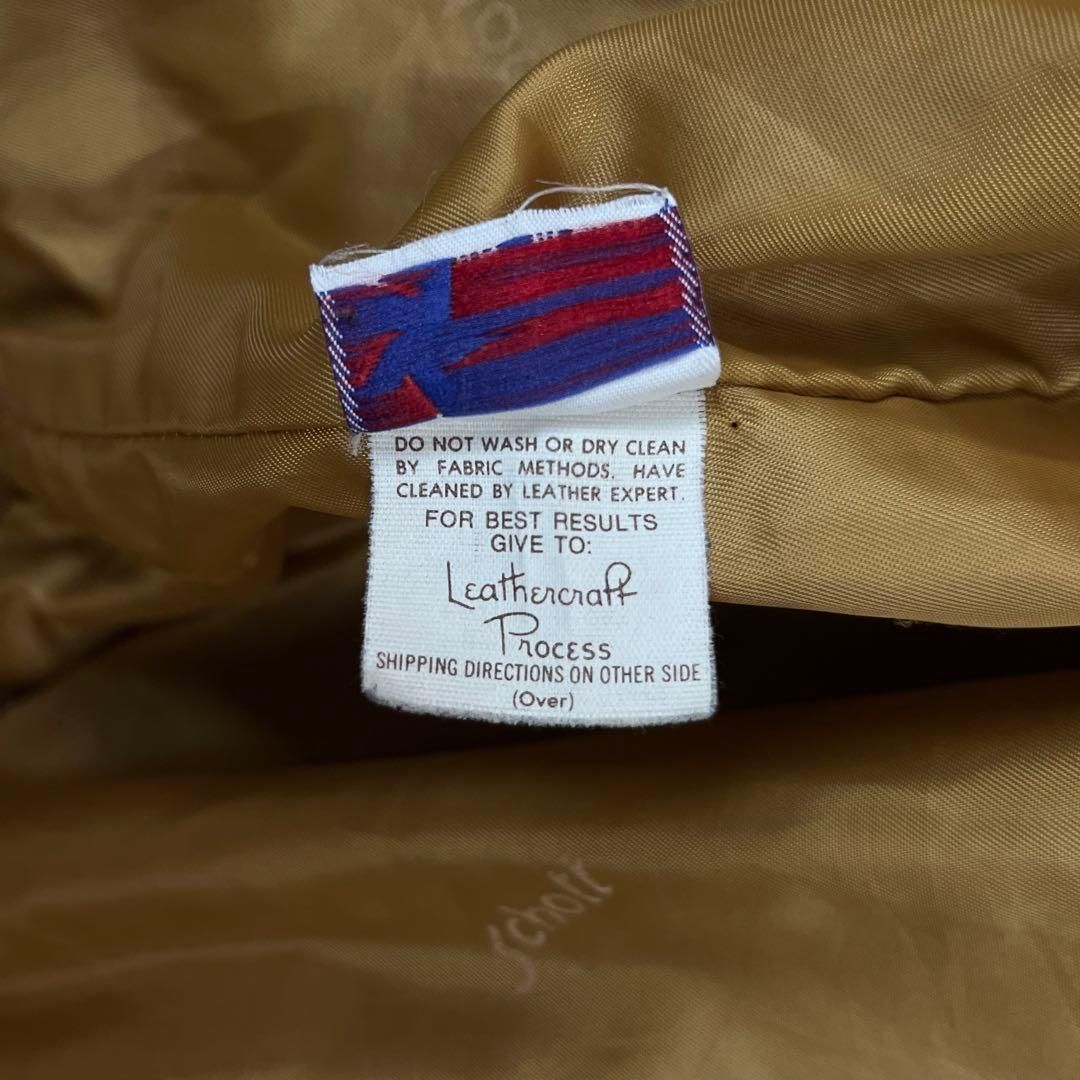 DO NOT WASH OR DRY CLEAN
BY FABRIC METHODS. HAVE
CLEANED BY LEATHER EXPERT.
FOR BEST RESULTS
GIVE TO:
Leathercraft
Process
SHIPPING DIRECTIONS ON OTHER SIDE
(Over)
Schott